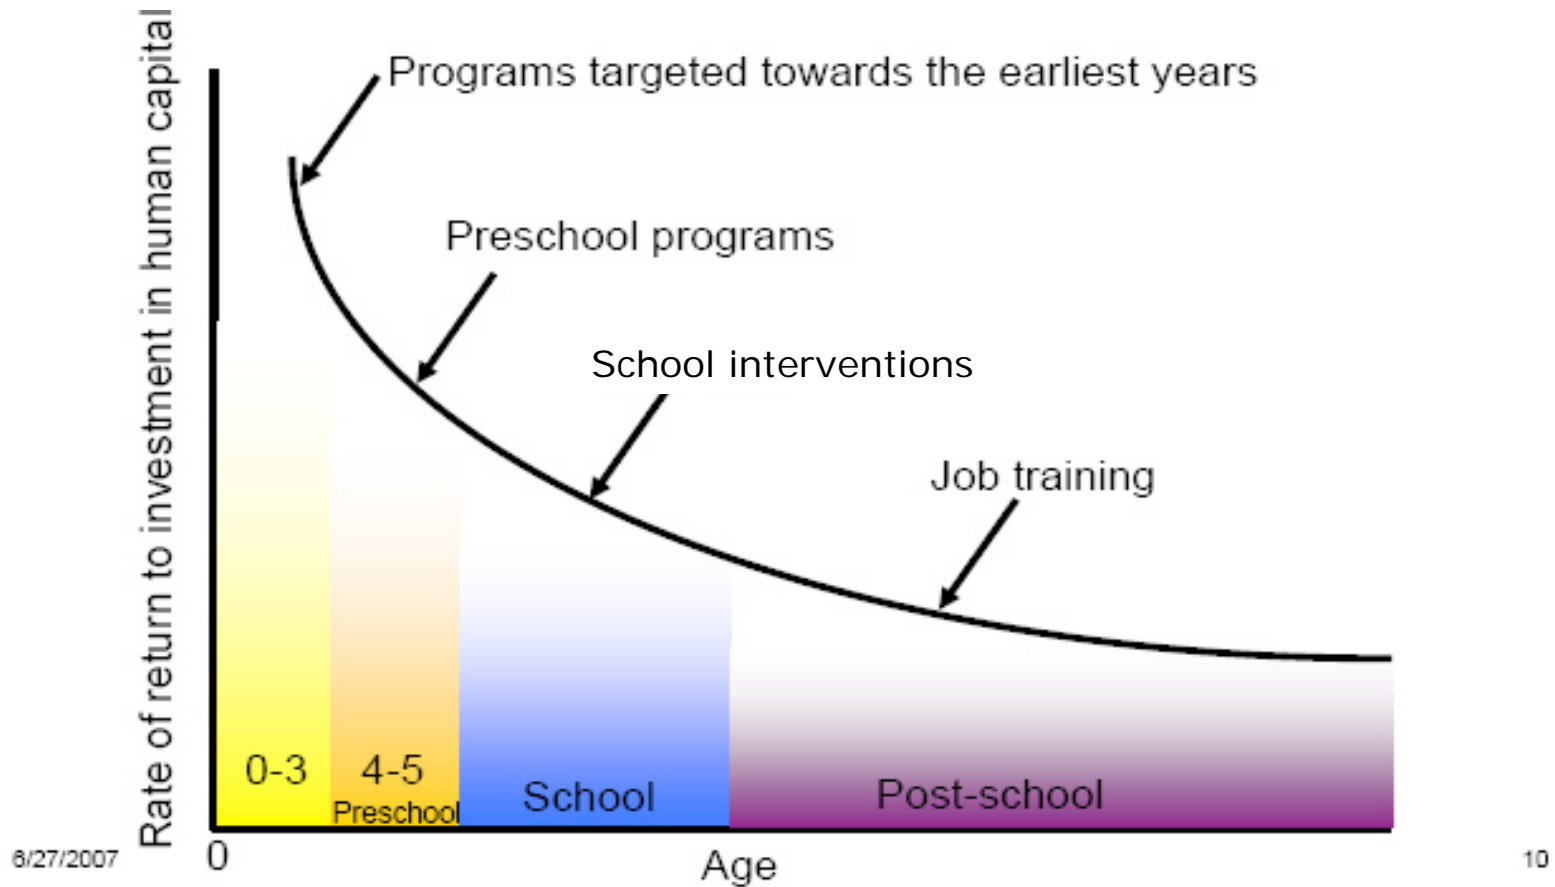 Rate of return to investment in human capital
Programs targeted towards the earliest years
Preschool programs
School interventions
Job training
0-3
4-5
Preschool
School
Post-school
0
Age
6/27/2007
10